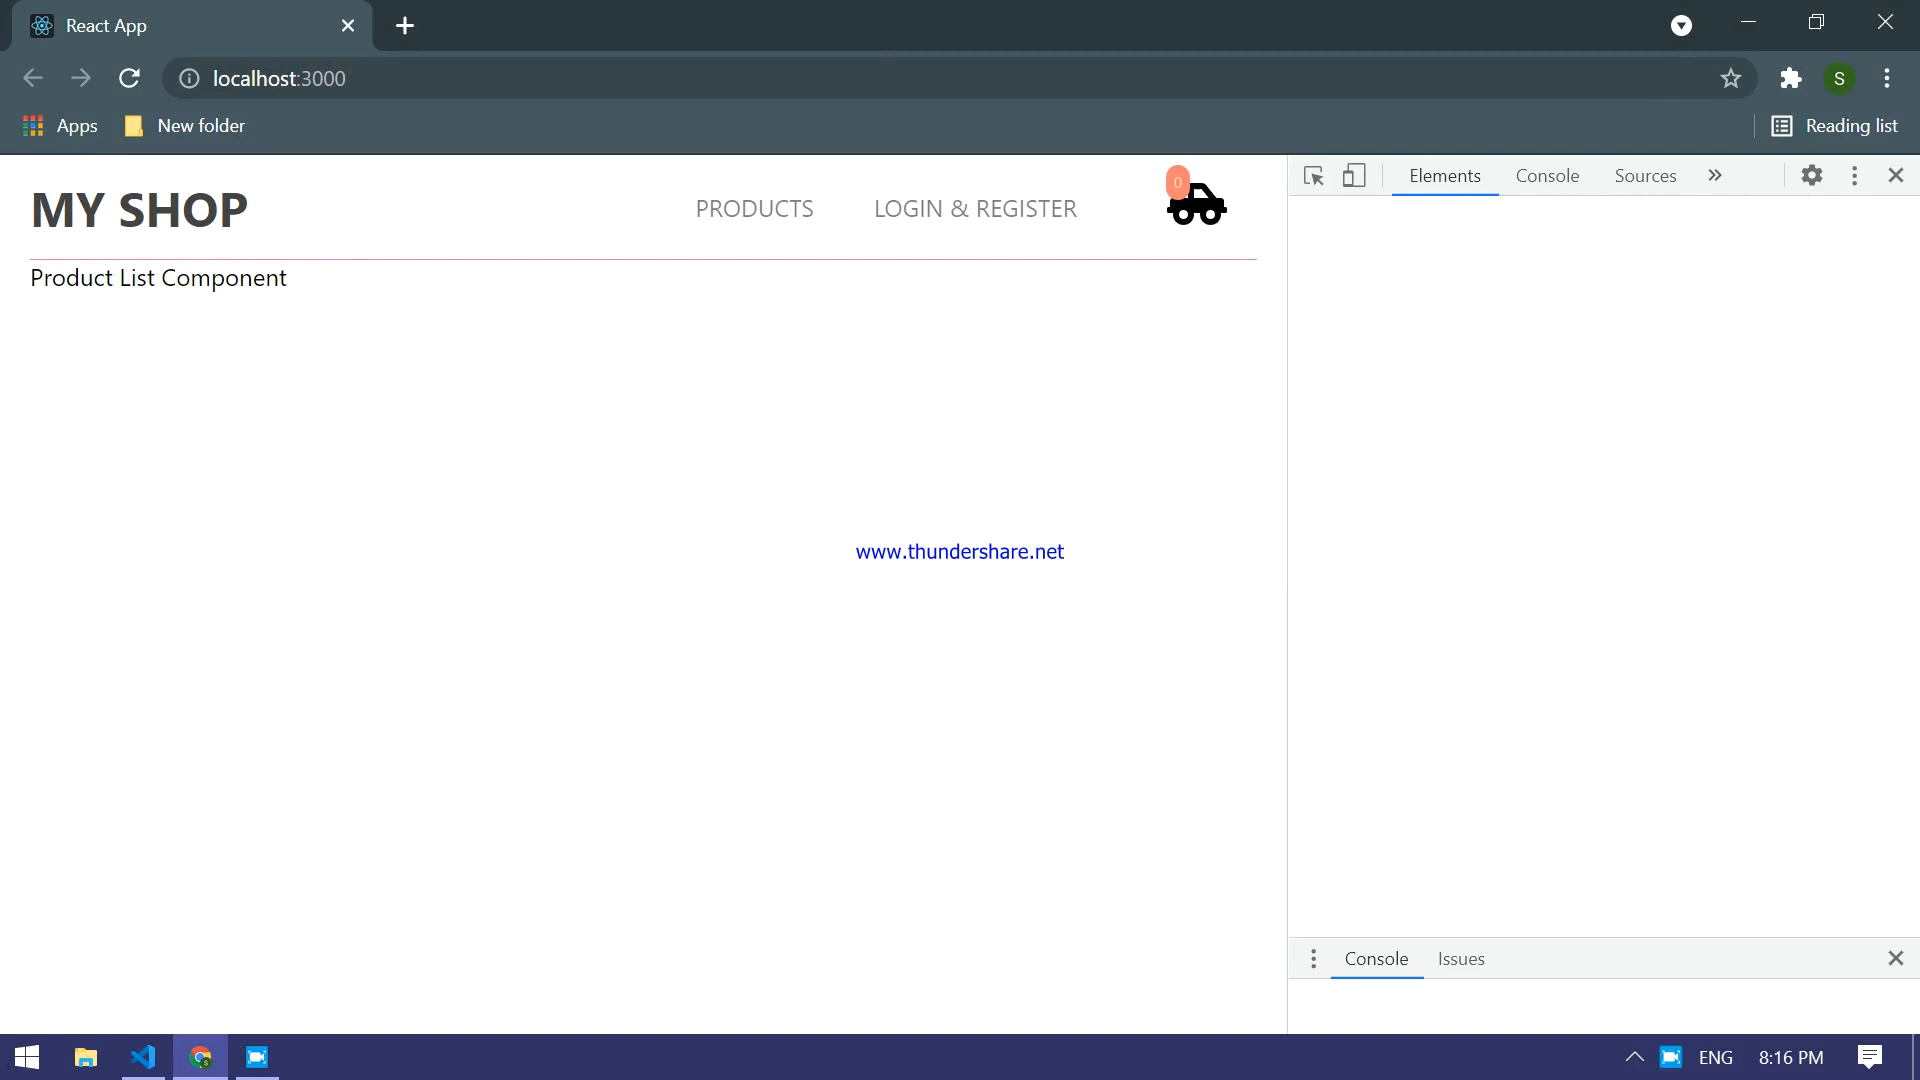 React App
localhost:3000
S
Apps
New folder
Reading list
MY SHOP
PRODUCTS
LOGIN & REGISTER
0
Product List Component
www.thundershare.net
Elements
Console
Sources
Console
Issues
ENG
8:16 PM